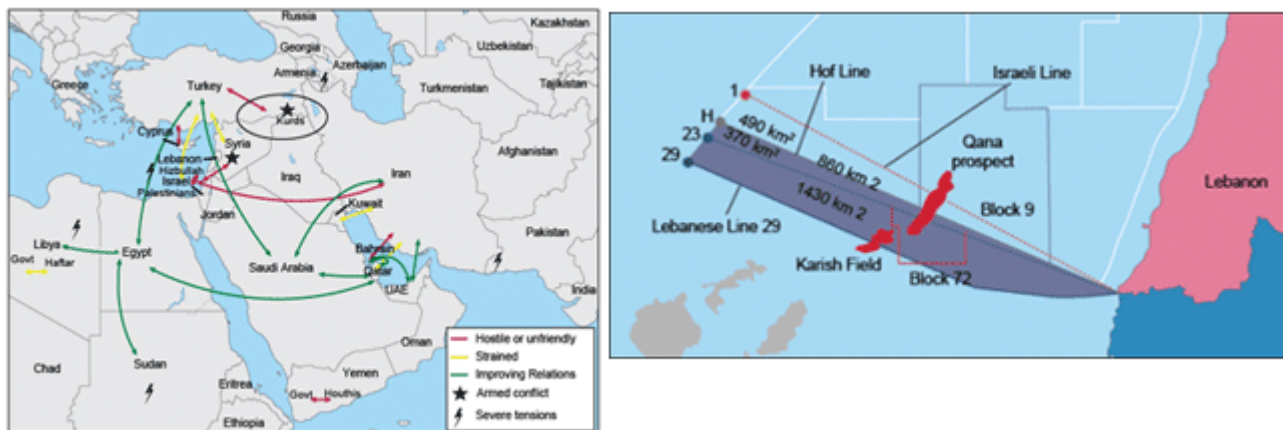 Russia
Kazakhstan
Georgia
Uzbekistan
Greece
Armenia
Azerbaijan
Turkey
Turkmenistan
Tajikistan
Kurds
Cyprus
Syria
Lebanon
Hizbullah
Israel
Palestinians
Iraq
Iran
Afghanistan
Jordan
Kuwait
Pakistan
Libya
Egypt
Bahrain
Govt Haftar
Saudi Arabia
Qatar
UAE
India
Oman
Chad
Sudan
Yemen
Eritrea
Govt Houthis
Ethiopia
Hostile or unfriendly
Strained
Improving Relations
Armed conflict
Severe tensions
Hof Line
Israeli Line
1
H
490 km²
Qana
prospect
23
370 km²
860 km 2
29
1430 km 2
Lebanon
Lebanese Line 29
Block 9
Karish Field
Block 72